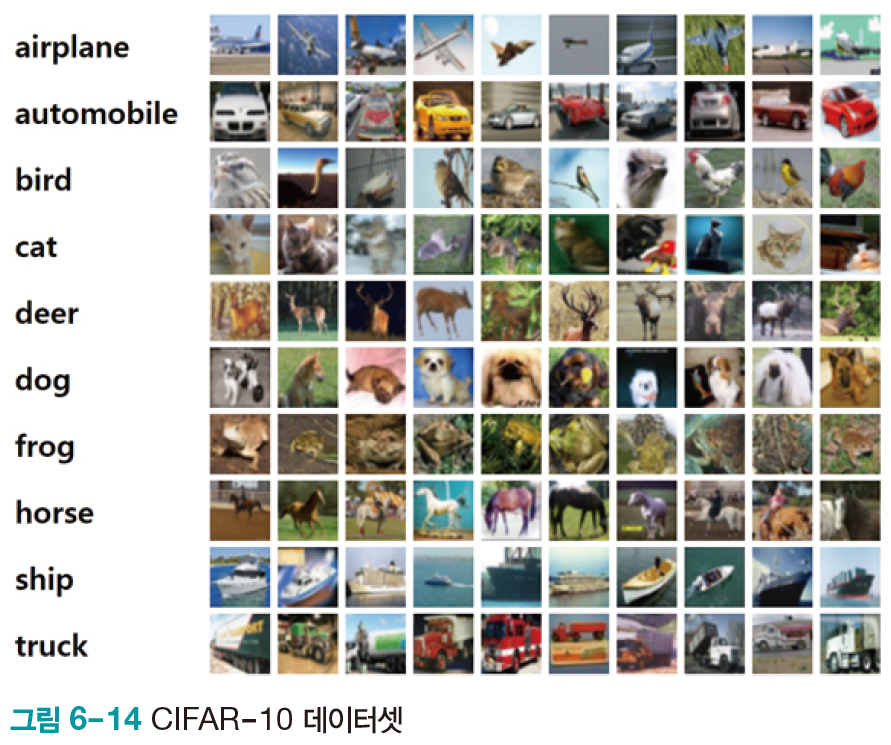 airplane
automobile
bird
cat
deer
dog
frog
horse
ship
truck
그림 6-14 CIFAR-10 데이터셋